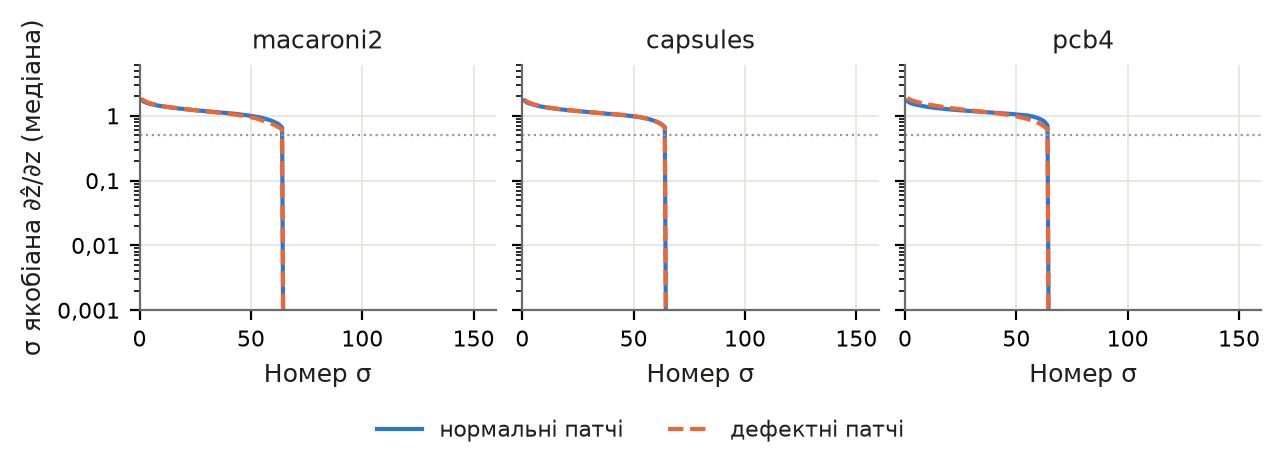 macaroni2
capsules
pcb4
σ якобіана ∂ẑ/∂z (медіана)
1
0,1
0,01
0,001
0 50 100 150
0 50 100 150
0 50 100 150
Номер σ
Номер σ
Номер σ
нормальні патчі
дефектні патчі